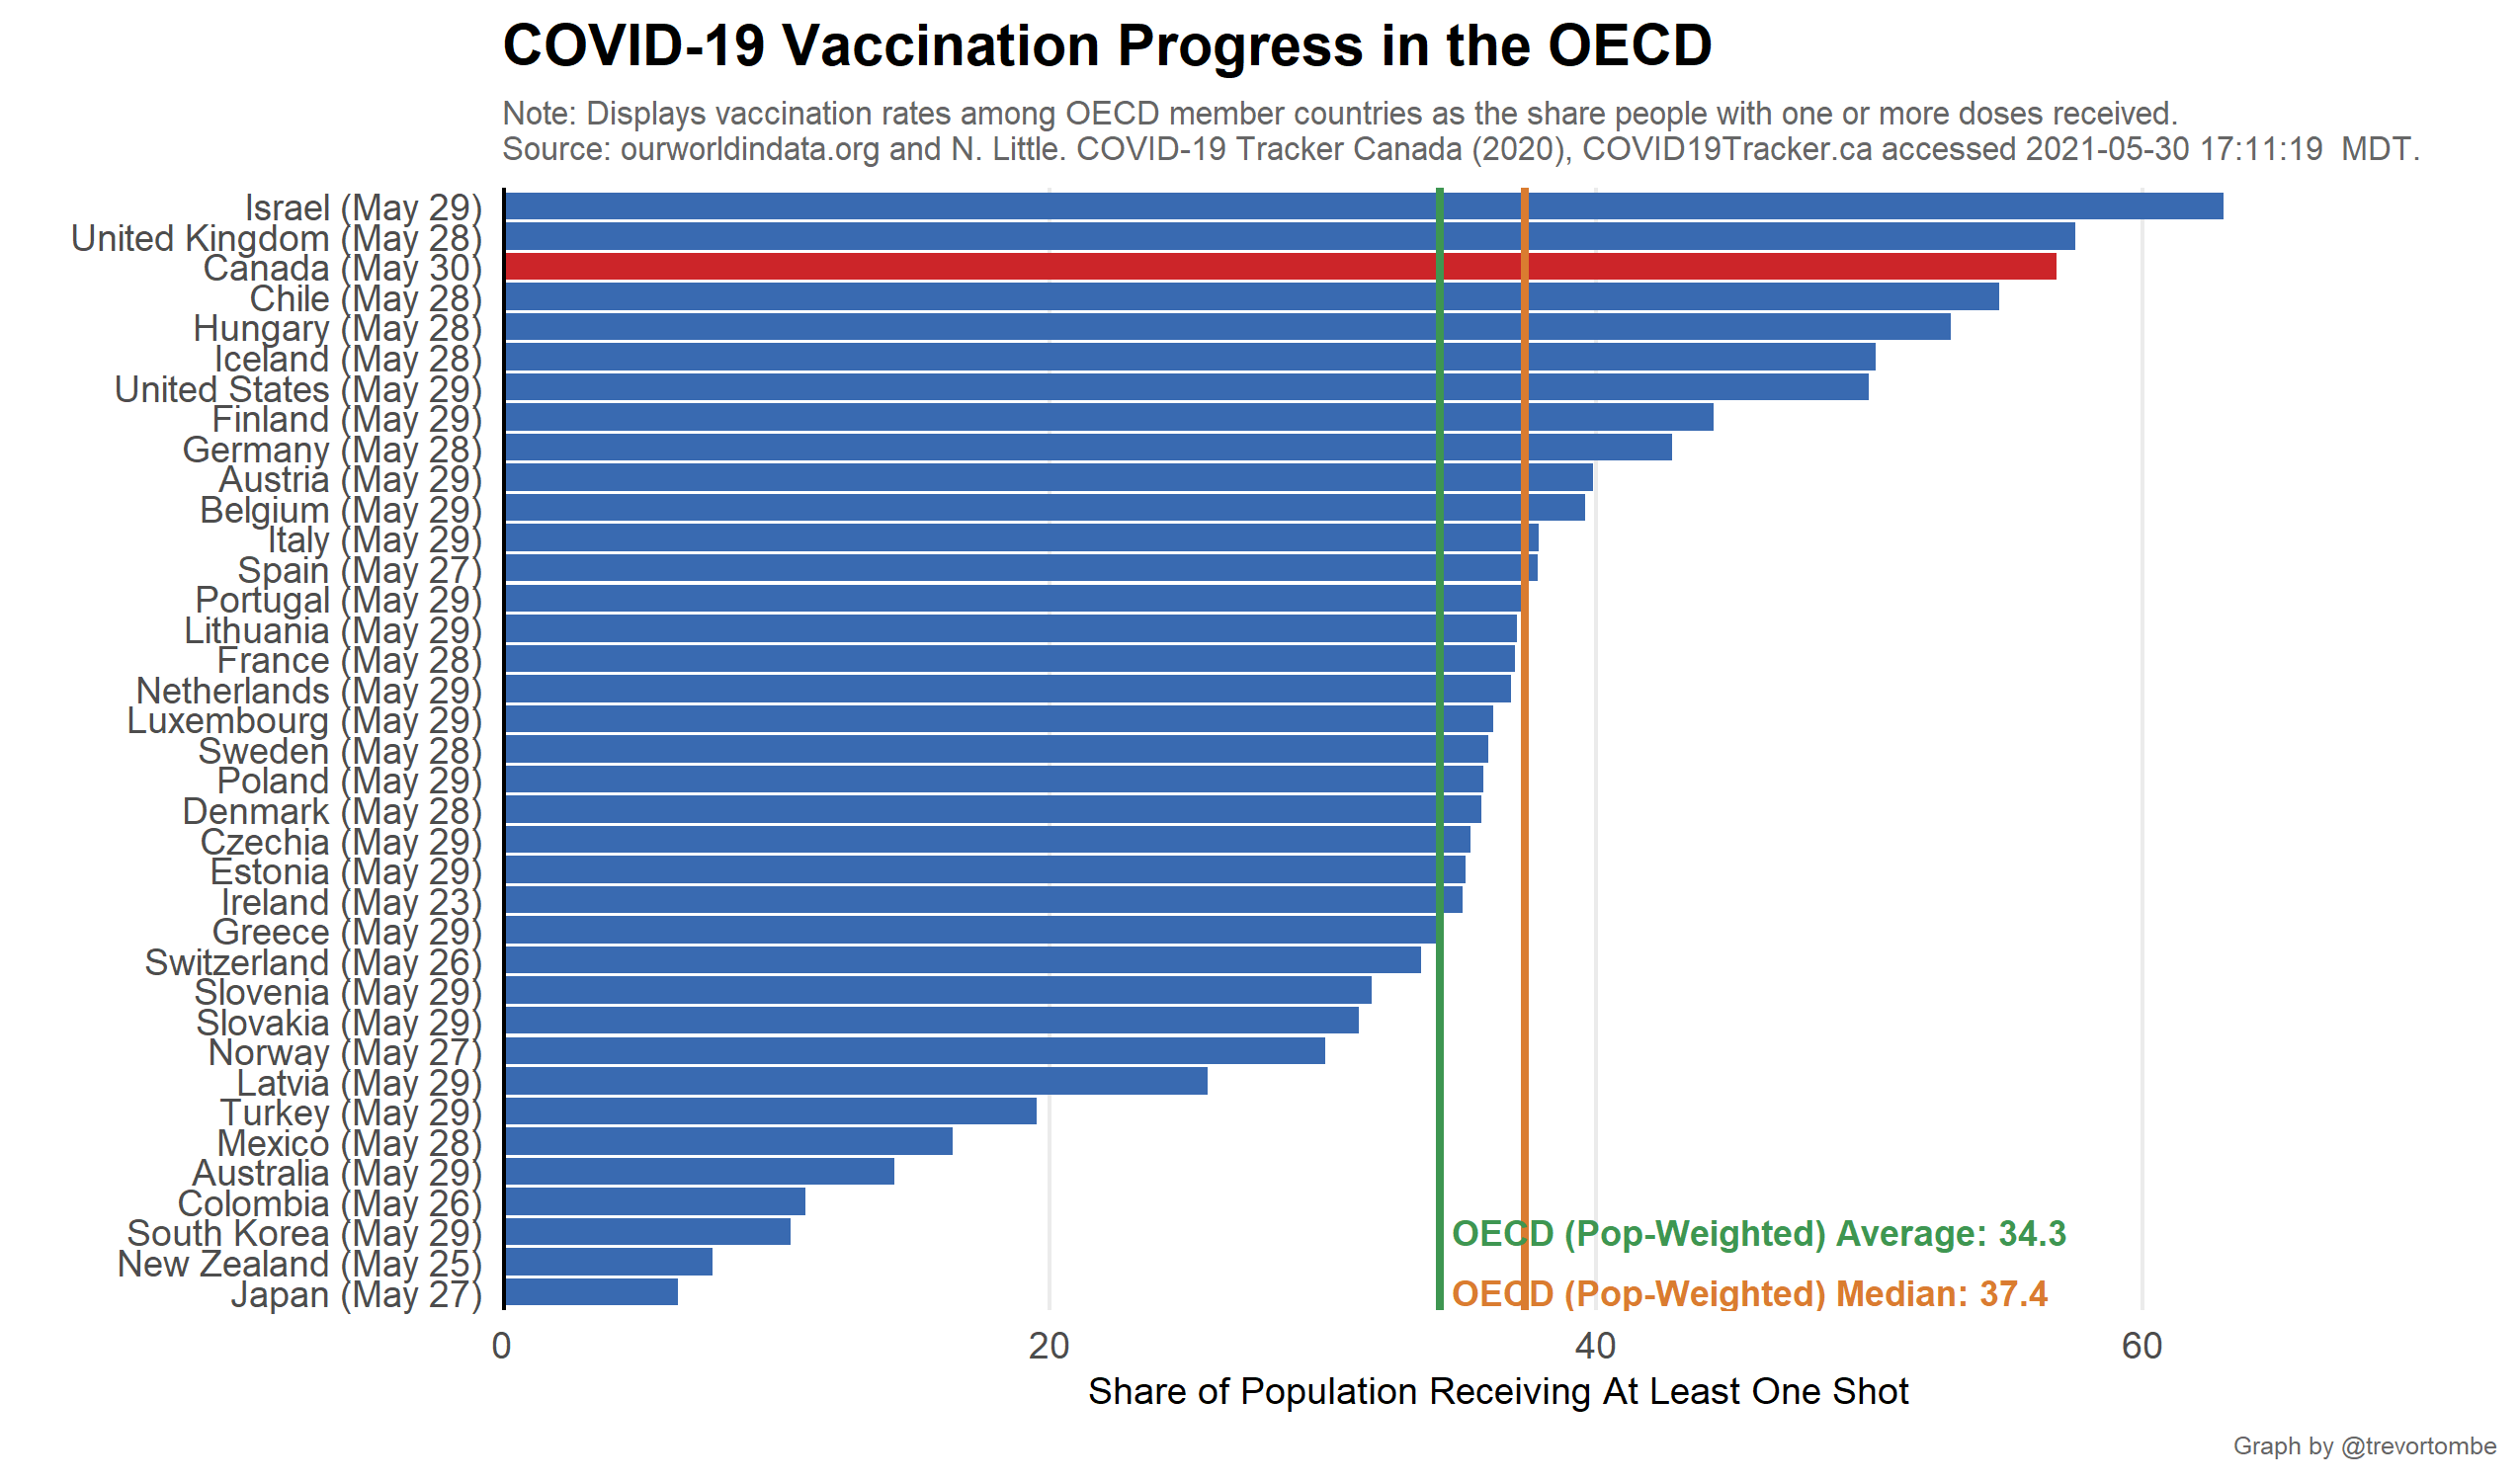 COVID-19 Vaccination Progress in the OECD
Note: Displays vaccination rates among OECD member countries as the share people with one or more doses received.
Source: ourworldindata.org and N. Little. COVID-19 Tracker Canada (2020), COVID19Tracker.ca accessed 2021-05-30 17:11:19  MDT.
Israel (May 29)
United Kingdom (May 28)
Canada (May 30)
Chile (May 28)
Hungary (May 28)
Iceland (May 28)
United States (May 29)
Finland (May 29)
Germany (May 28)
Austria (May 29)
Belgium (May 29)
Italy (May 29)
Spain (May 27)
Portugal (May 29)
Lithuania (May 29)
France (May 28)
Netherlands (May 29)
Luxembourg (May 29)
Sweden (May 28)
Poland (May 29)
Denmark (May 28)
Czechia (May 29)
Estonia (May 29)
Ireland (May 23)
Greece (May 29)
Switzerland (May 26)
Slovenia (May 29)
Slovakia (May 29)
Norway (May 27)
Latvia (May 29)
Turkey (May 29)
Mexico (May 28)
Australia (May 29)
Colombia (May 26)
South Korea (May 29)
OECD (Pop-Weighted) Average: 34.3
New Zealand (May 25)
Japan (May 27)
OECD (Pop-Weighted) Median: 37.4
0 20 40 60
Share of Population Receiving At Least One Shot
Graph by @trevortombe